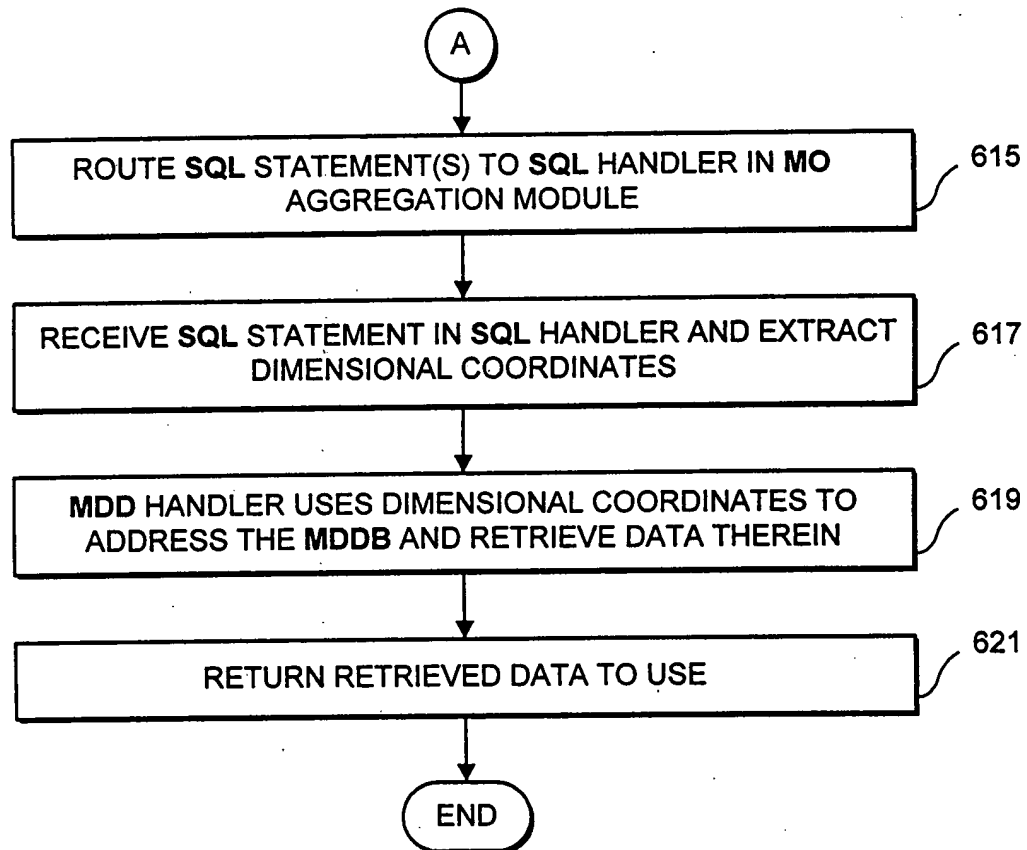 A
ROUTE SQL STATEMENT(S) TO SQL HANDLER IN MO
AGGREGATION MODULE
615
RECEIVE SQL STATEMENT IN SQL HANDLER AND EXTRACT
DIMENSIONAL COORDINATES
617
MDD HANDLER USES DIMENSIONAL COORDINATES TO
ADDRESS THE MDDB AND RETRIEVE DATA THEREIN
619
RETURN RETRIEVED DATA TO USE
621
END